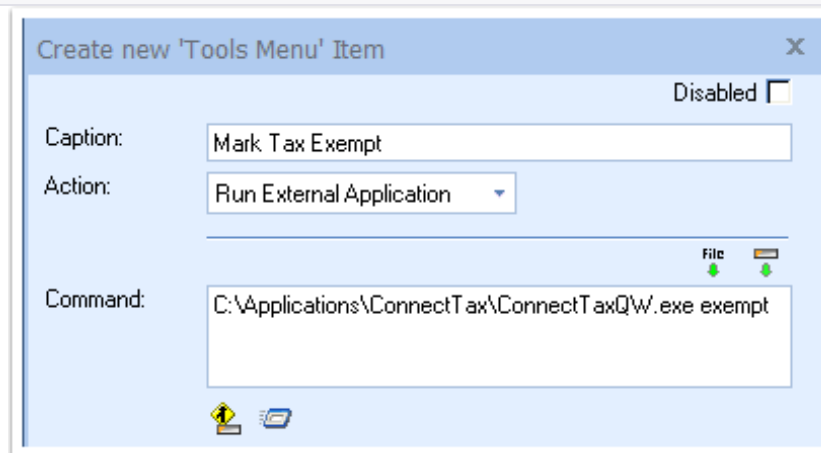 Create new 'Tools Menu' Item
Disabled
Caption:
Mark Tax Exempt
Action:
Run External Application
File
Command:
C:\Applications\ConnectTax\ConnectTaxQW.exe exempt